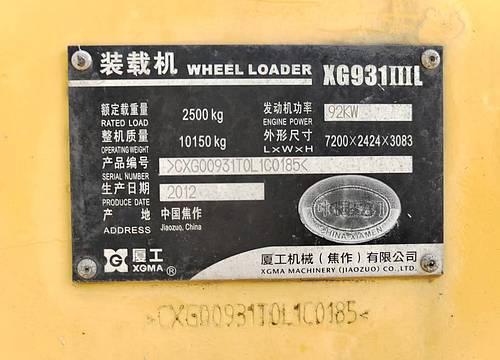 装载机 WHEEL LOADER XG931IIIL
额定载重量 2500 kg 发动机功率 92KW
RATED LOAD ENGINE POWER
整机质量 10150 kg 外形尺寸 7200×2424×3083
OPERATING WEIGHT L×W×H
产品编号 >CXG00931T0L1C0185<
SERIAL NUMBER
生产日期 2012
PRODUCE DATE
产地 中国焦作
ADDRESS Jiaozuo, China
CHINA XIAMEN
厦工 厦工机械（焦作）有限公司
XGMA ® XGMA MACHINERY (JIAOZUO) CO.,LTD.
>CXG00931T0L1C0185<